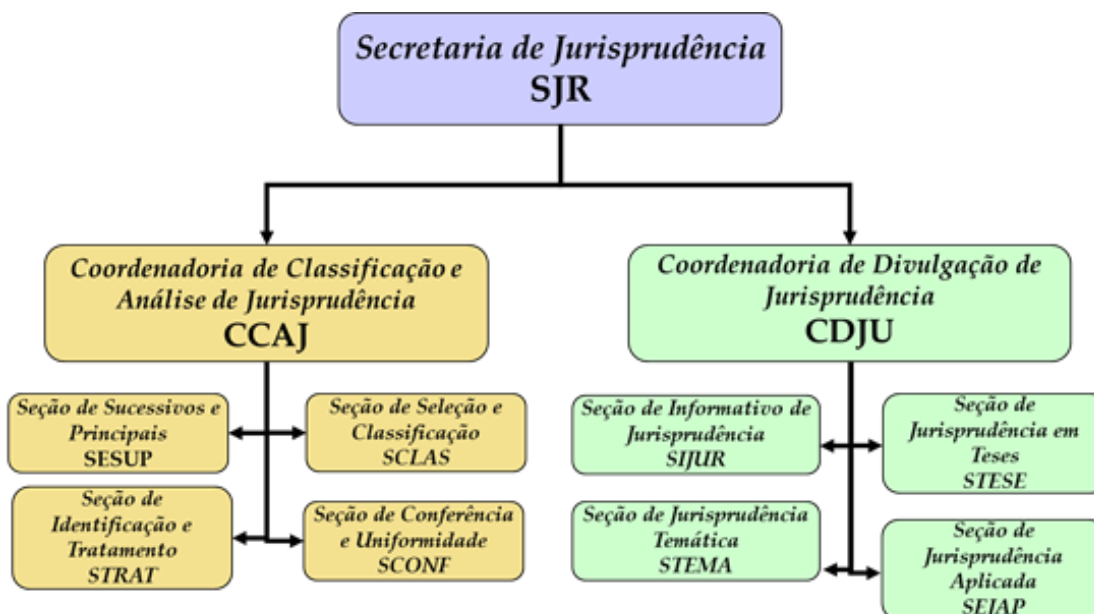 Secretaria de Jurisprudência
SJR
Coordenadoria de Classificação e
Análise de Jurisprudência
CCAJ
Coordenadoria de Divulgação de
Jurisprudência
CDJU
Seção de Sucessivos e
Principais
SESUP
Seção de Seleção e
Classificação
SCLAS
Seção de
Identificação e
Tratamento
STRAT
Seção de Conferência
e Uniformidade
SCONF
Seção de Informativo de
Jurisprudência
SIJUR
Seção de
Jurisprudência em
Teses
STESE
Seção de Jurisprudência
Temática
STEMA
Seção de
Jurisprudência
Aplicada
SEJAP